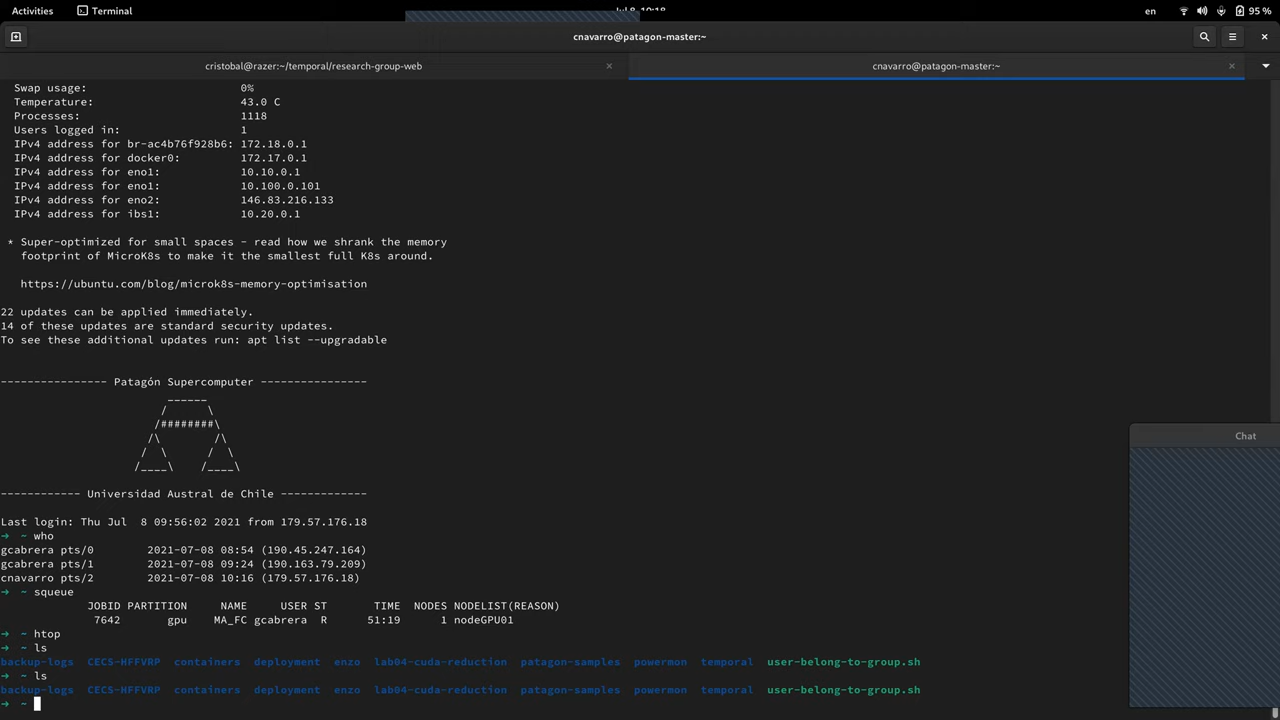 Activities Terminal en 95 %
cnavarro@patagon-master:~
cristobal@razer:~/temporal/research-group-web × cnavarro@patagon-master:~ ×
Swap usage: 0%
Temperature: 43.0 C
Processes: 1118
Users logged in: 1
IPv4 address for br-ac4b76f928b6: 172.18.0.1
IPv4 address for docker0: 172.17.0.1
IPv4 address for eno1: 10.10.0.1
IPv4 address for eno1: 10.100.0.101
IPv4 address for eno2: 146.83.216.133
IPv4 address for ibs1: 10.20.0.1
* Super-optimized for small spaces - read how we shrank the memory
footprint of MicroK8s to make it the smallest full K8s around.
https://ubuntu.com/blog/microk8s-memory-optimisation
22 updates can be applied immediately.
14 of these updates are standard security updates.
To see these additional updates run: apt list --upgradable
---------------- Patagón Supercomputer ----------------
______
/ \
/########\
/\ /\
/ \ / \
/____\ /____\
------------ Universidad Austral de Chile -------------
Last login: Thu Jul 8 09:56:02 2021 from 179.57.176.18
➜ ~ who
gcabrera pts/0 2021-07-08 08:54 (190.45.247.164)
gcabrera pts/1 2021-07-08 09:24 (190.163.79.209)
cnavarro pts/2 2021-07-08 10:16 (179.57.176.18)
➜ ~ squeue
JOBID PARTITION NAME USER ST TIME NODES NODELIST(REASON)
7642 gpu MA_FC gcabrera R 51:19 1 nodeGPU01
➜ ~ htop
➜ ~ ls
backup-logs CEC5-HFFVRP containers deployment enzo lab04-cuda-reduction patagon-samples powermon temporal user-belong-to-group.sh
➜ ~ ls
backup-logs CEC5-HFFVRP containers deployment enzo lab04-cuda-reduction patagon-samples powermon temporal user-belong-to-group.sh
➜ ~
Chat